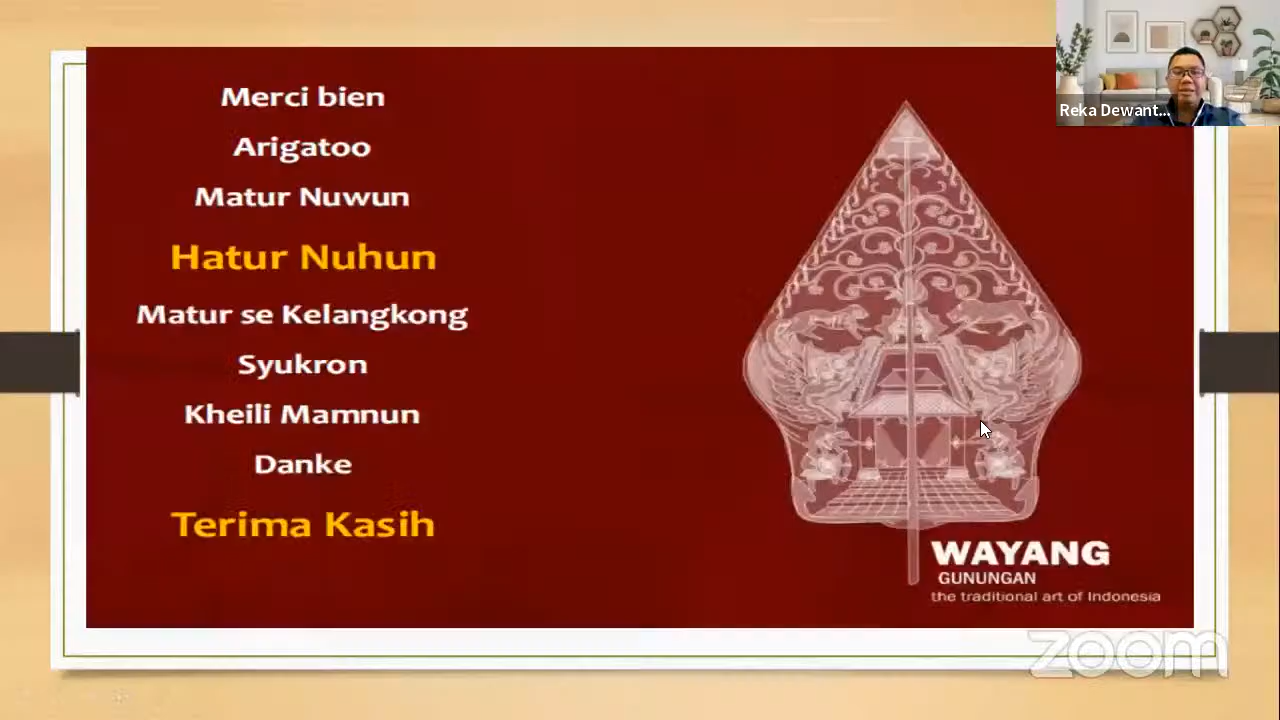 Merci bien
Arigatoo
Matur Nuwun
Hatur Nuhun
Matur se Kelangkong
Syukron
Kheili Mamnun
Danke
Terima Kasih
WAYANG
GUNUNGAN
the traditional art of Indonesia
Reka Dewant...
zoom